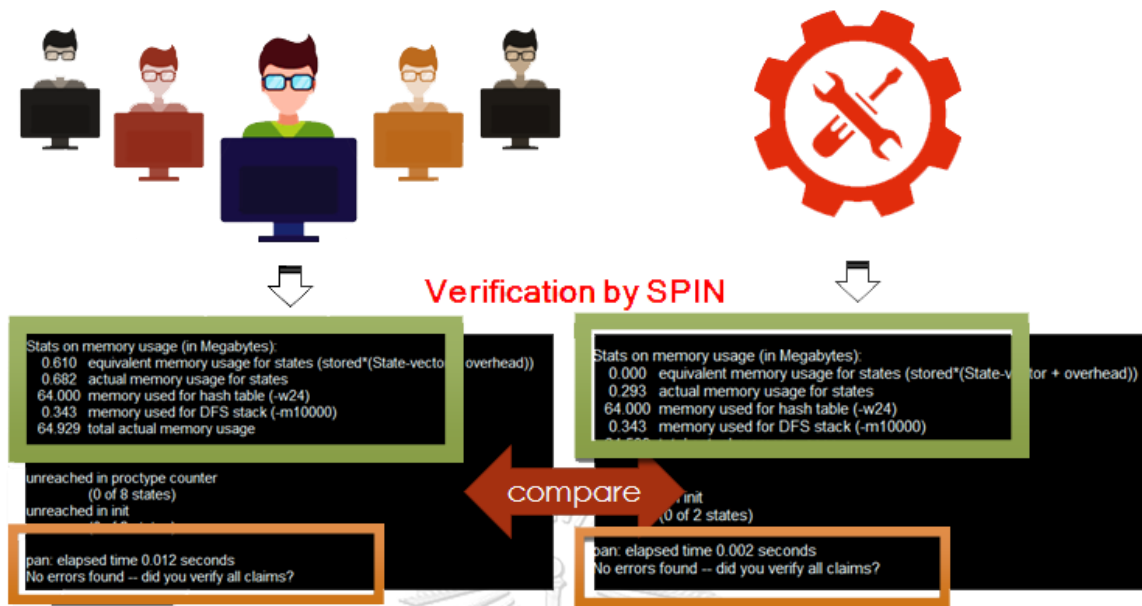 Verification by SPIN
Stats on memory usage (in Megabytes):
0.610 equivalent memory usage for states (stored*(State-vector overhead))
0.682 actual memory usage for states
64.000 memory used for hash table (-w24)
0.343 memory used for DFS stack (-m10000)
64.929 total actual memory usage
unreached in proctype counter
(0 of 8 states)
unreached in init
pan: elapsed time 0.012 seconds
No errors found -- did you verify all claims?
compare
Stats on memory usage (in Megabytes):
0.000 equivalent memory usage for states (stored*(State-vector + overhead))
0.293 actual memory usage for states
64.000 memory used for hash table (-w24)
0.343 memory used for DFS stack (-m10000)
init
(0 of 2 states)
pan: elapsed time 0.002 seconds
No errors found -- did you verify all claims?